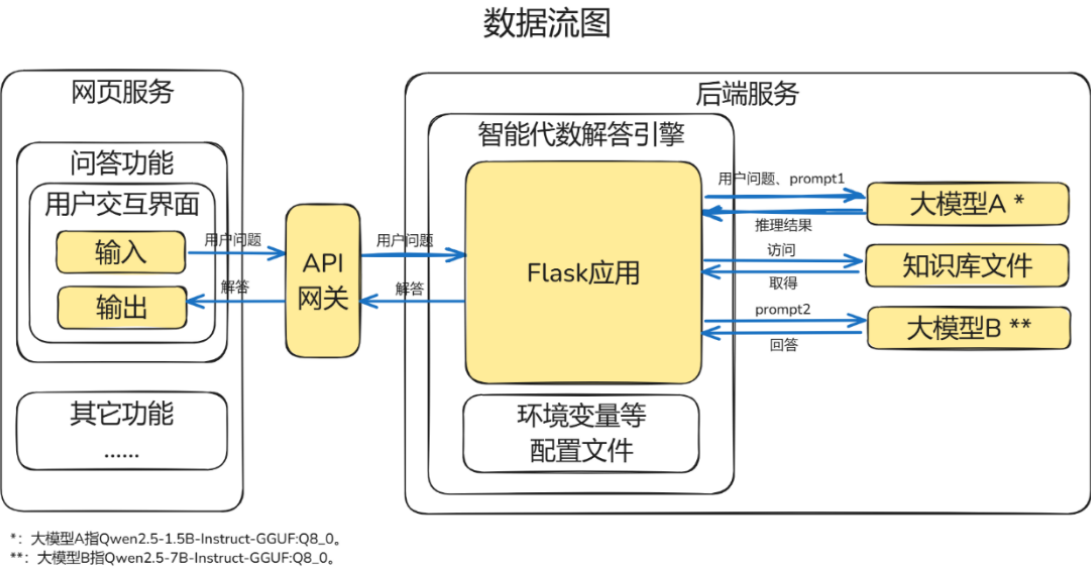 数据流图
网页服务
问答功能
用户交互界面
输入
输出
其它功能
......
用户问题
解答
API
网关
用户问题
解答
后端服务
智能代数解答引擎
Flask应用
环境变量等
配置文件
用户问题、prompt1
推理结果
访问
取得
prompt2
回答
大模型A *
知识库文件
大模型B **
*：大模型A指Qwen2.5-1.5B-Instruct-GGUF:Q8_0。
**：大模型B指Qwen2.5-7B-Instruct-GGUF:Q8_0。